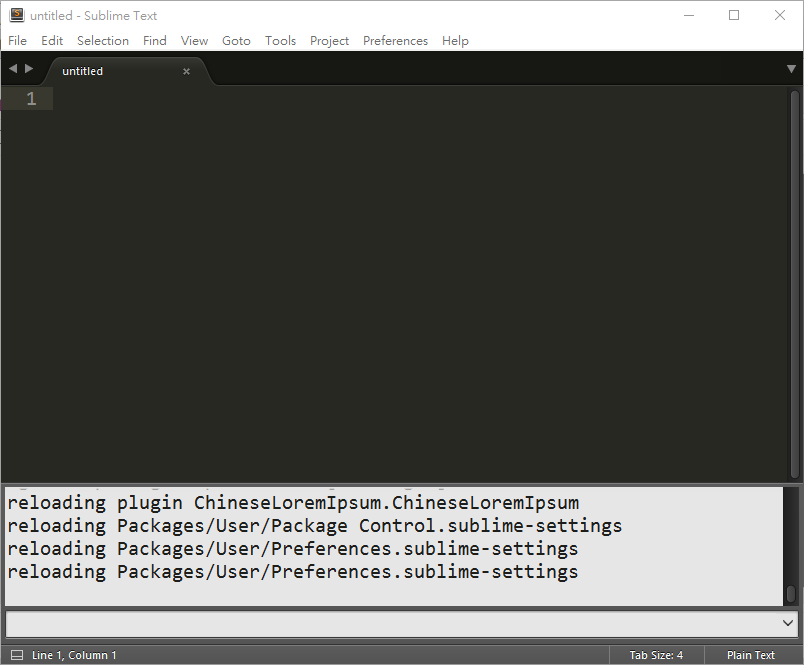 untitled - Sublime Text
File Edit Selection Find View Goto Tools Project Preferences Help
untitled
1
reloading plugin ChineseLoremIpsum.ChineseLoremIpsum
reloading Packages/User/Package Control.sublime-settings
reloading Packages/User/Preferences.sublime-settings
reloading Packages/User/Preferences.sublime-settings
Line 1, Column 1 Tab Size: 4 Plain Text